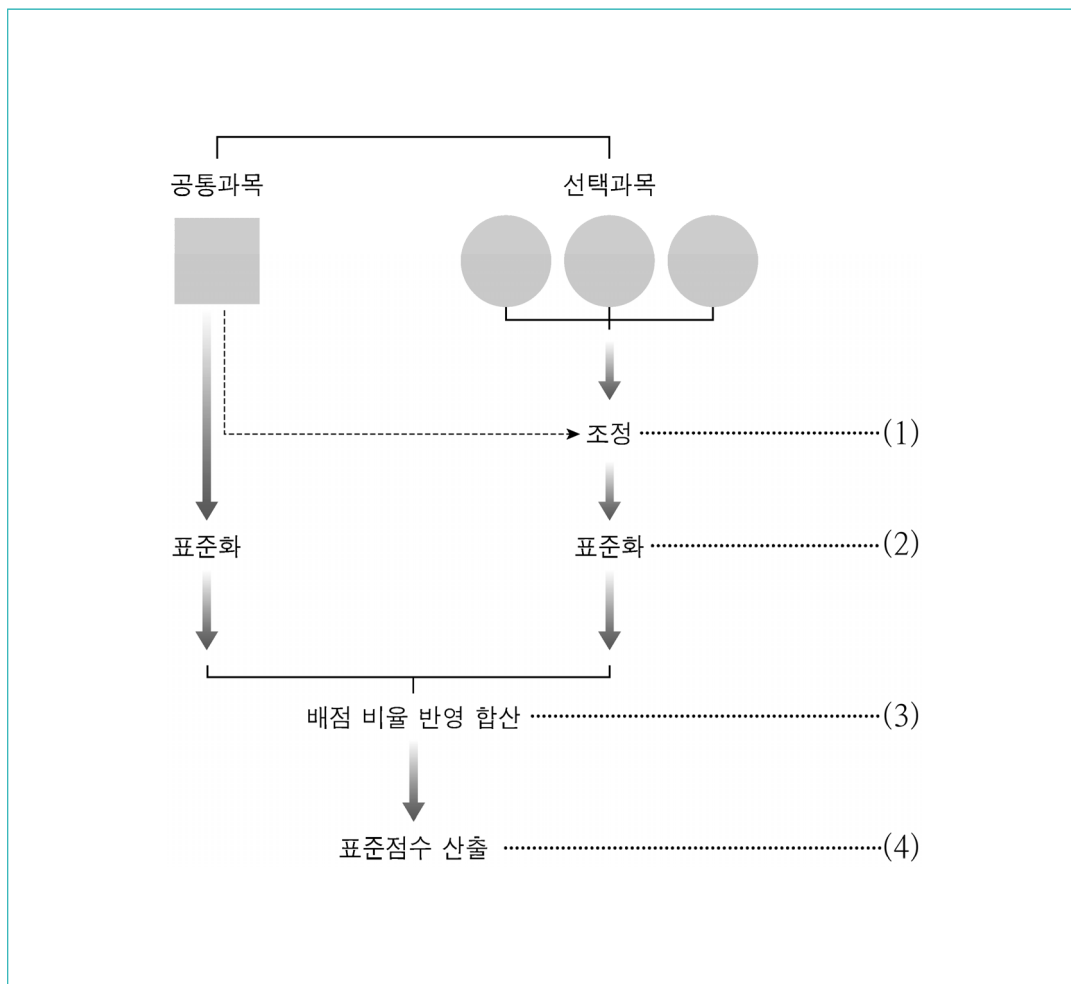 공통과목
선택과목
조정
(1)
표준화
표준화
(2)
배점 비율 반영 합산
(3)
표준점수 산출
(4)